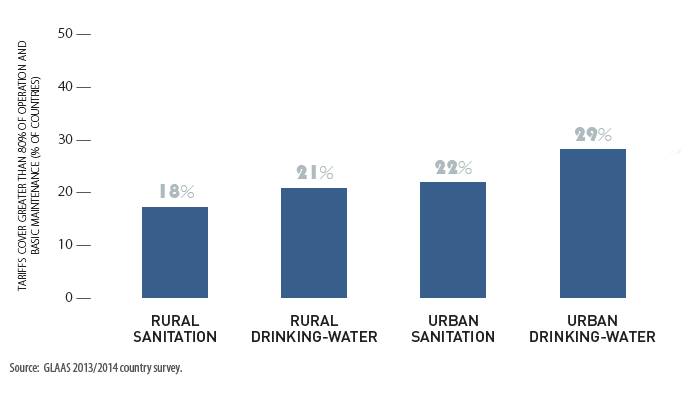 TARIFFS COVER GREATER THAN 80% OF OPERATION AND
BASIC MAINTENANCE (% OF COUNTRIES)
50
40
30
20
10
0
18%
21%
22%
29%
RURAL
SANITATION
RURAL
DRINKING-WATER
URBAN
SANITATION
URBAN
DRINKING-WATER
Source: GLAAS 2013/2014 country survey.